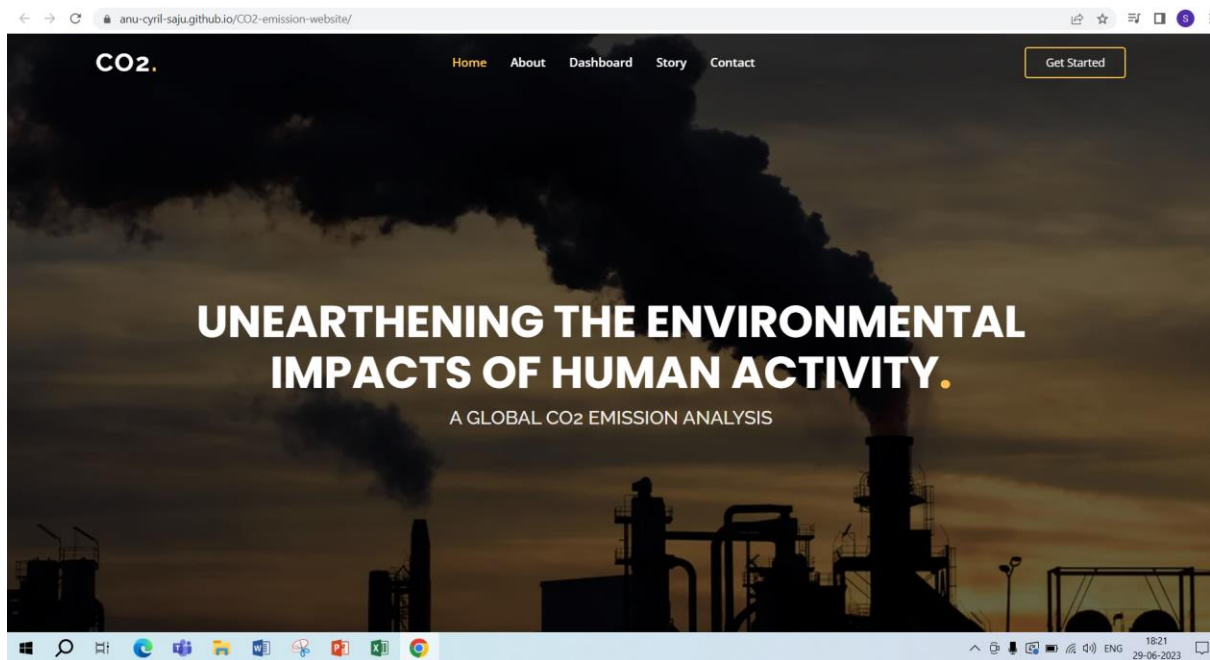 anu-cyril-saju.github.io/CO2-emission-website/
S
CO2.
Home About Dashboard Story Contact
Get Started
UNEARTHENING THE ENVIRONMENTAL
IMPACTS OF HUMAN ACTIVITY.
A GLOBAL CO2 EMISSION ANALYSIS
ENG
18:21
29-06-2023